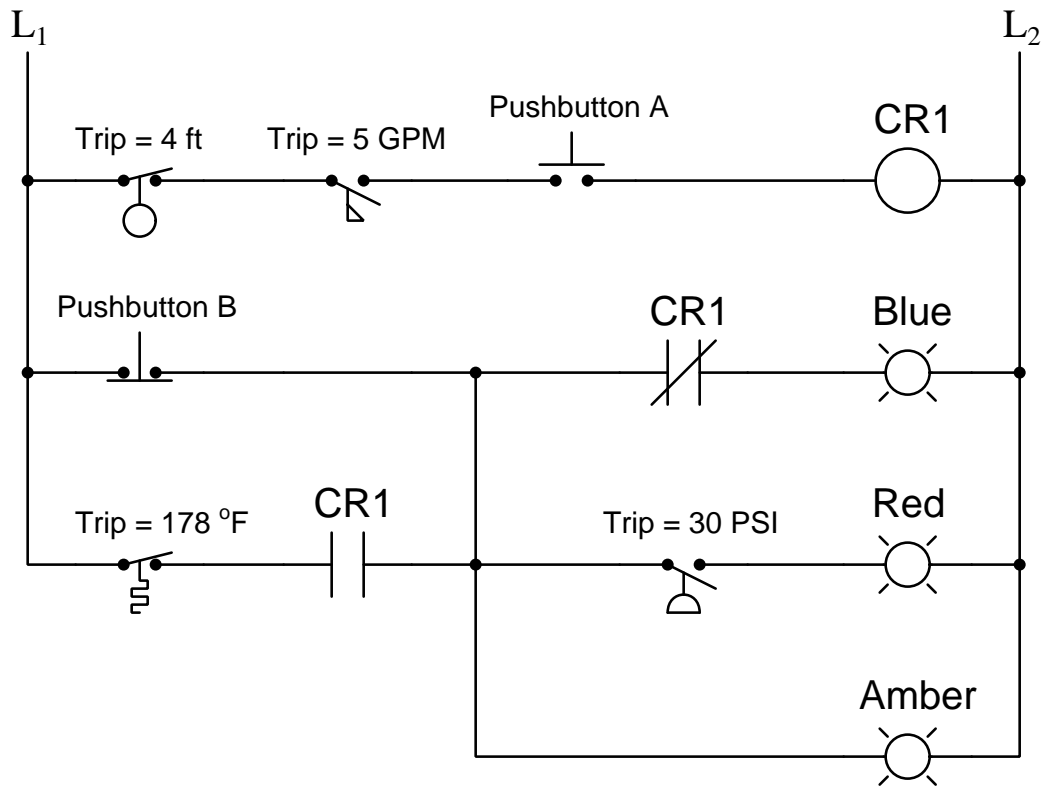 L1
L2
Pushbutton A
Trip = 4 ft
Trip = 5 GPM
CR1
Pushbutton B
CR1
Blue
Trip = 178 °F
CR1
Trip = 30 PSI
Red
Amber